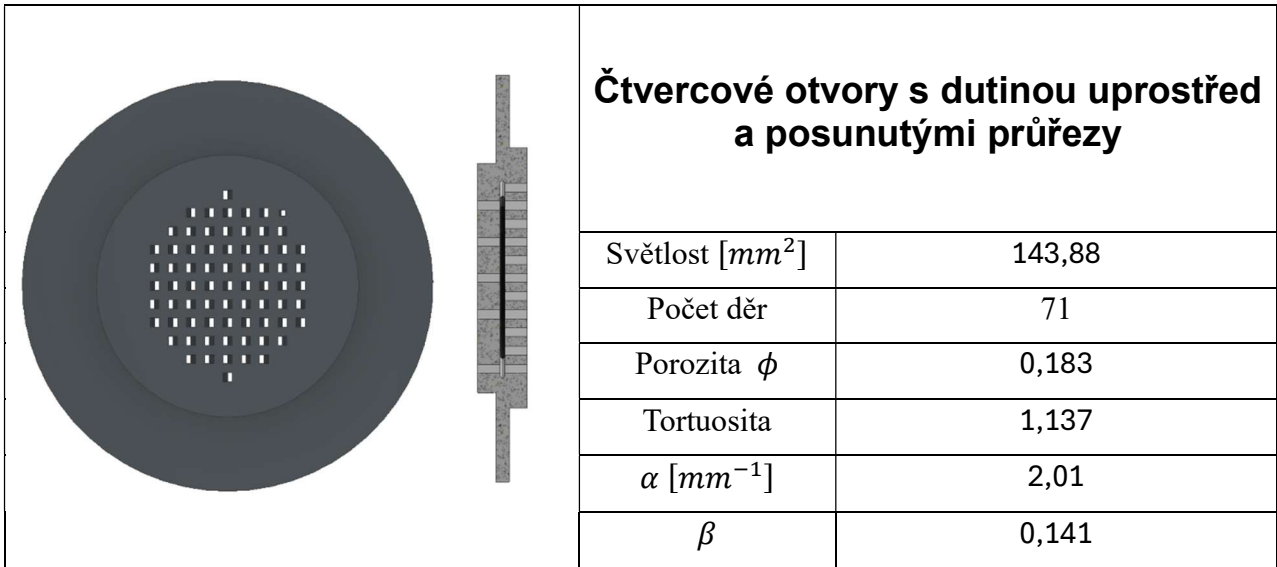 Čtvercové otvory s dutinou uprostřed
a posunutými průřezy
Světlost [mm²] 143,88
Počet děr 71
Porozita ϕ 0,183
Tortuosita 1,137
α [mm⁻¹] 2,01
β 0,141